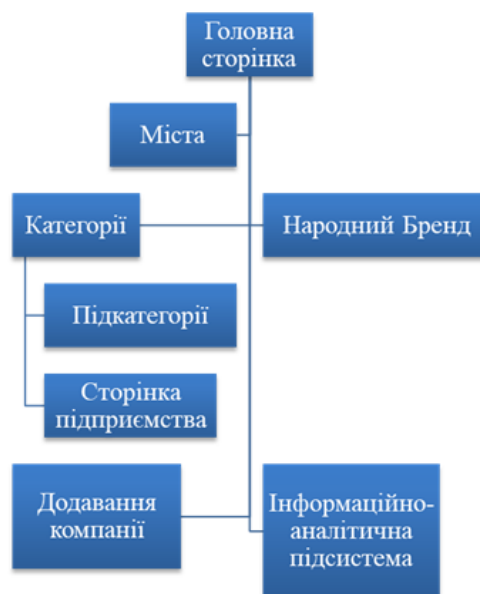 Головна
сторінка
Міста
Категорії
Народний Бренд
Підкатегорії
Сторінка
підприємства
Додавання
компанії
Інформаційно-
аналітична
підсистема